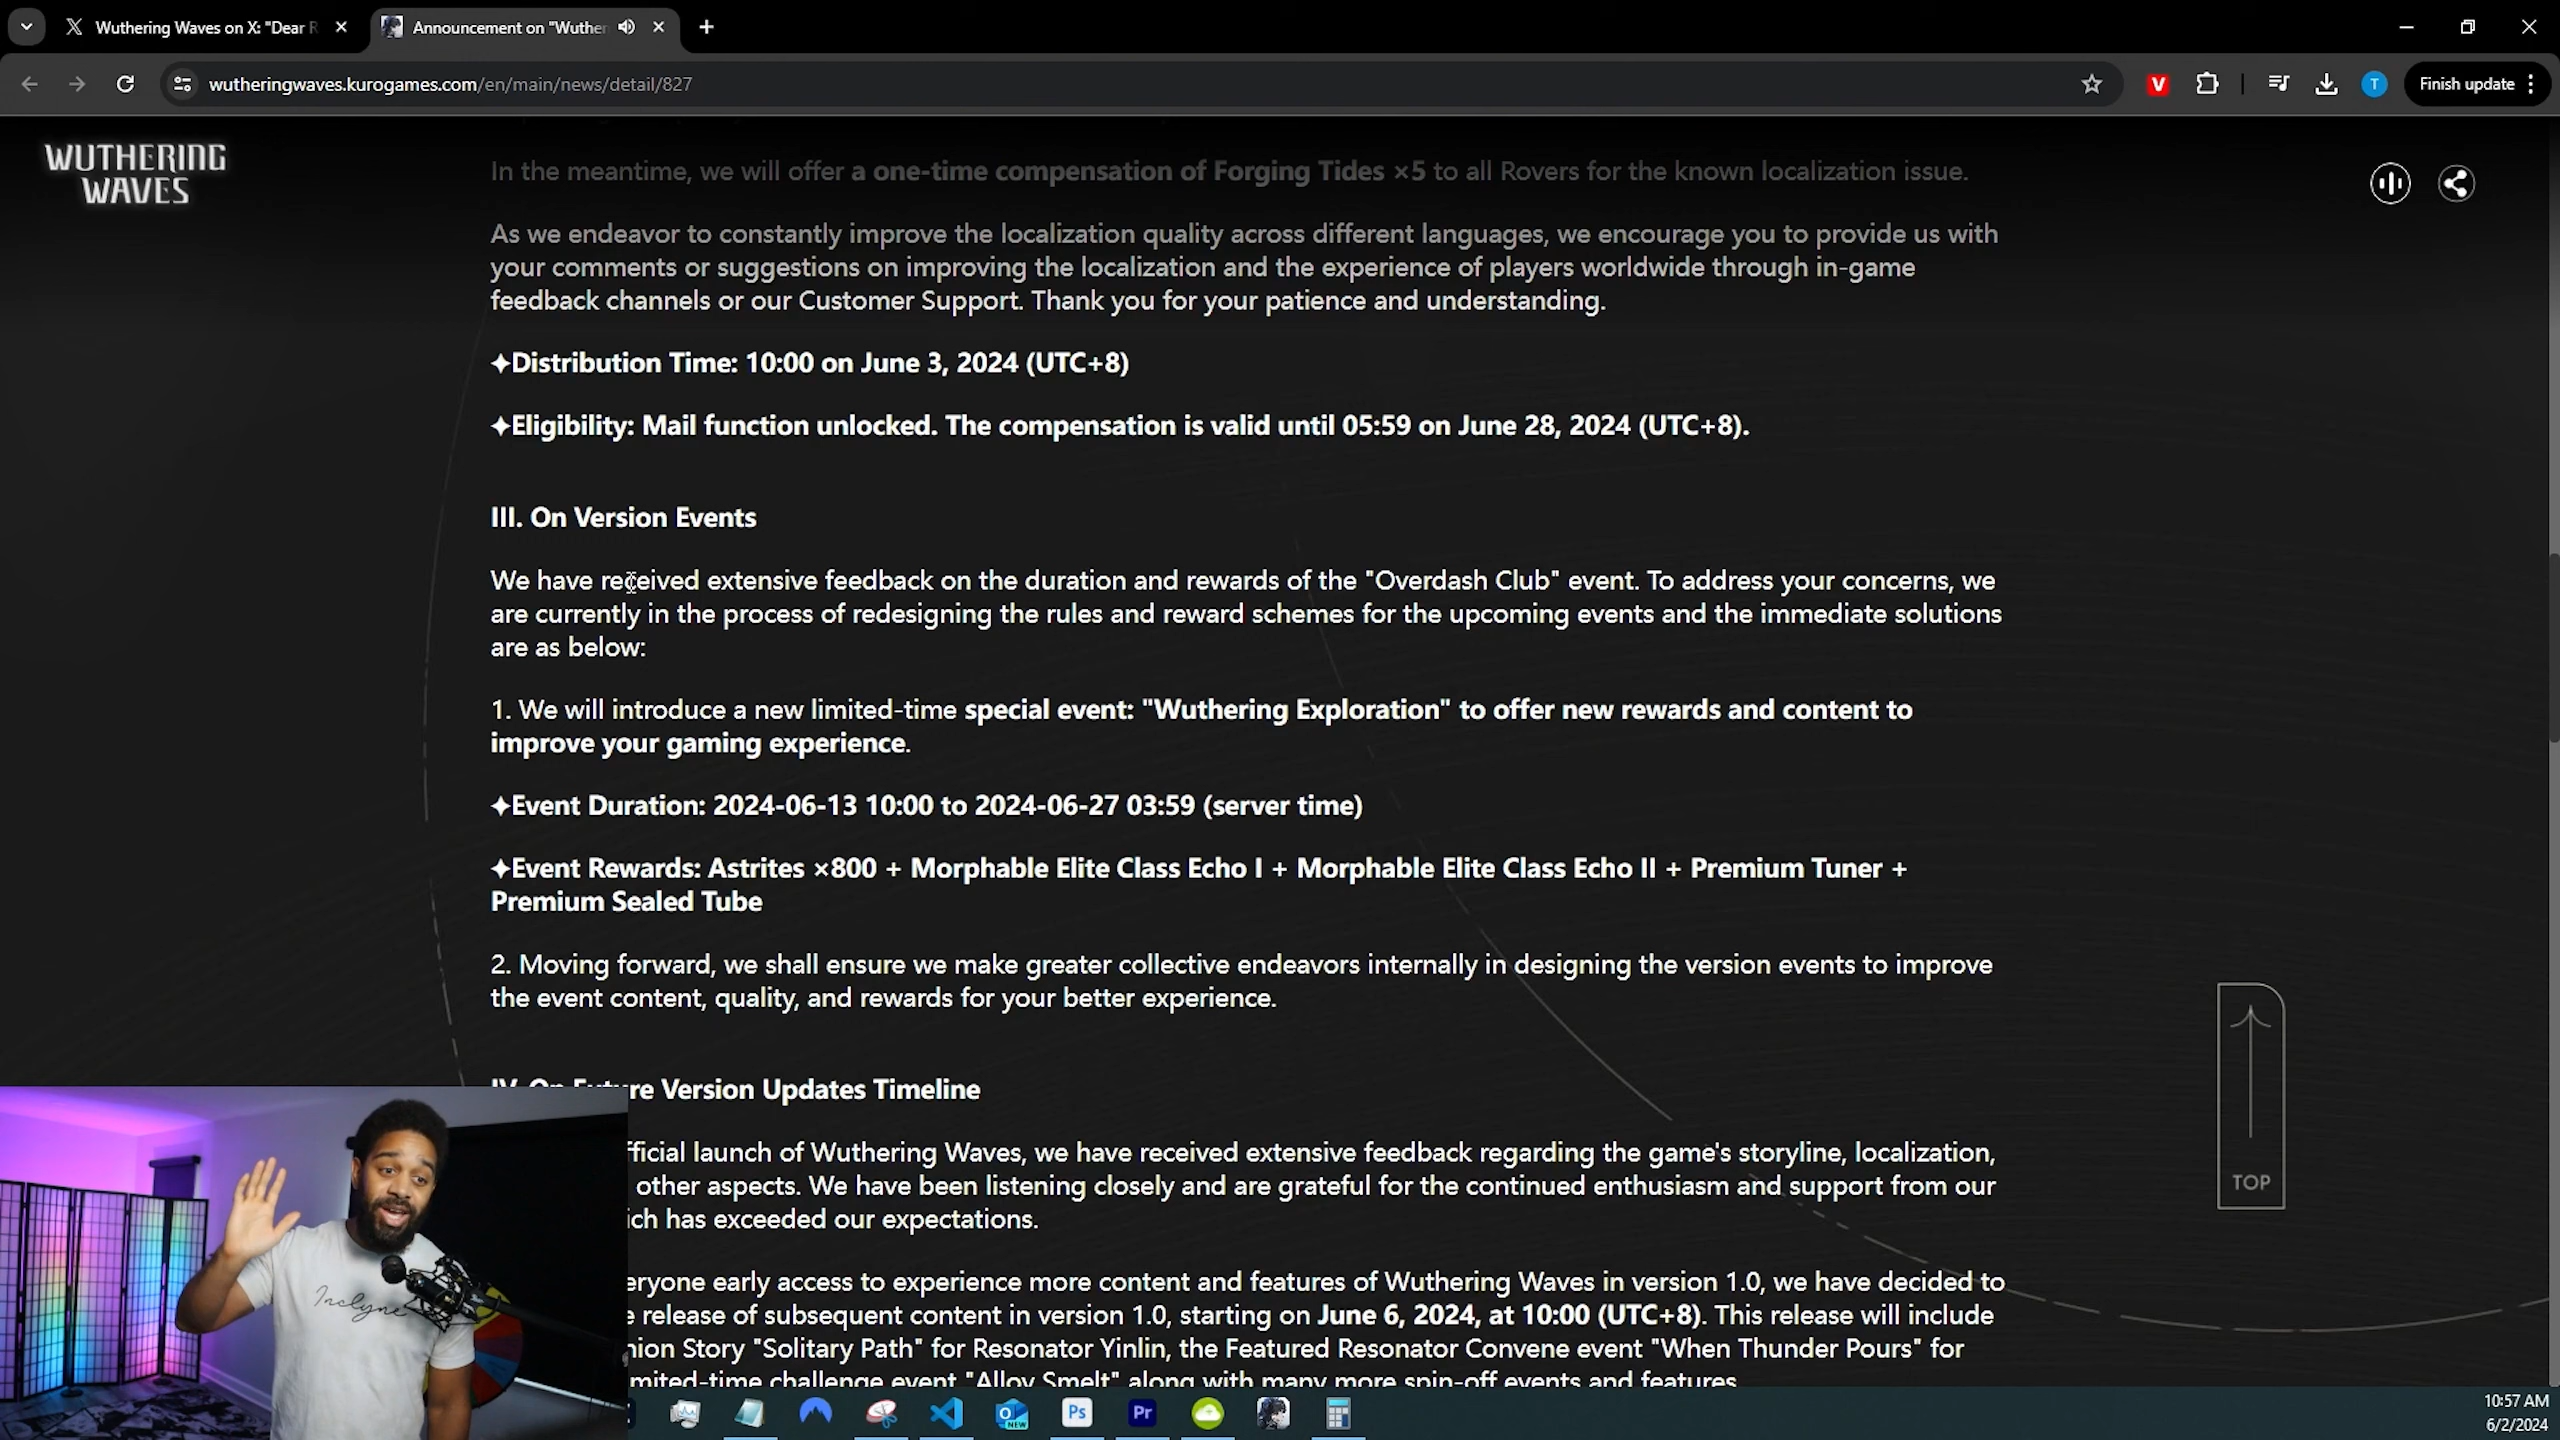 Wuthering Waves on X: "Dear R
Announcement on "Wuther
wutheringwaves.kurogames.com/en/main/news/detail/827
V
T
Finish update
WUTHERING
WAVES
In the meantime, we will offer a one-time compensation of Forging Tides ×5 to all Rovers for the known localization issue.
As we endeavor to constantly improve the localization quality across different languages, we encourage you to provide us with
your comments or suggestions on improving the localization and the experience of players worldwide through in-game
feedback channels or our Customer Support. Thank you for your patience and understanding.
✦Distribution Time: 10:00 on June 3, 2024 (UTC+8)
✦Eligibility: Mail function unlocked. The compensation is valid until 05:59 on June 28, 2024 (UTC+8).
III. On Version Events
We have received extensive feedback on the duration and rewards of the "Overdash Club" event. To address your concerns, we
are currently in the process of redesigning the rules and reward schemes for the upcoming events and the immediate solutions
are as below:
1. We will introduce a new limited-time special event: "Wuthering Exploration" to offer new rewards and content to
improve your gaming experience.
✦Event Duration: 2024-06-13 10:00 to 2024-06-27 03:59 (server time)
✦Event Rewards: Astrites ×800 + Morphable Elite Class Echo I + Morphable Elite Class Echo II + Premium Tuner +
Premium Sealed Tube
2. Moving forward, we shall ensure we make greater collective endeavors internally in designing the version events to improve
the event content, quality, and rewards for your better experience.
TOP
IV. On Future Version Updates Timeline
fficial launch of Wuthering Waves, we have received extensive feedback regarding the game's storyline, localization,
other aspects. We have been listening closely and are grateful for the continued enthusiasm and support from our
ich has exceeded our expectations.
eryone early access to experience more content and features of Wuthering Waves in version 1.0, we have decided to
e release of subsequent content in version 1.0, starting on June 6, 2024, at 10:00 (UTC+8). This release will include
nion Story "Solitary Path" for Resonator Yinlin, the Featured Resonator Convene event "When Thunder Pours" for
mited-time challenge event "Alloy Smelt" along with many more spin-off events and features
Inclyne
NEW
Ps
Pr
10:57 AM
6/2/2024